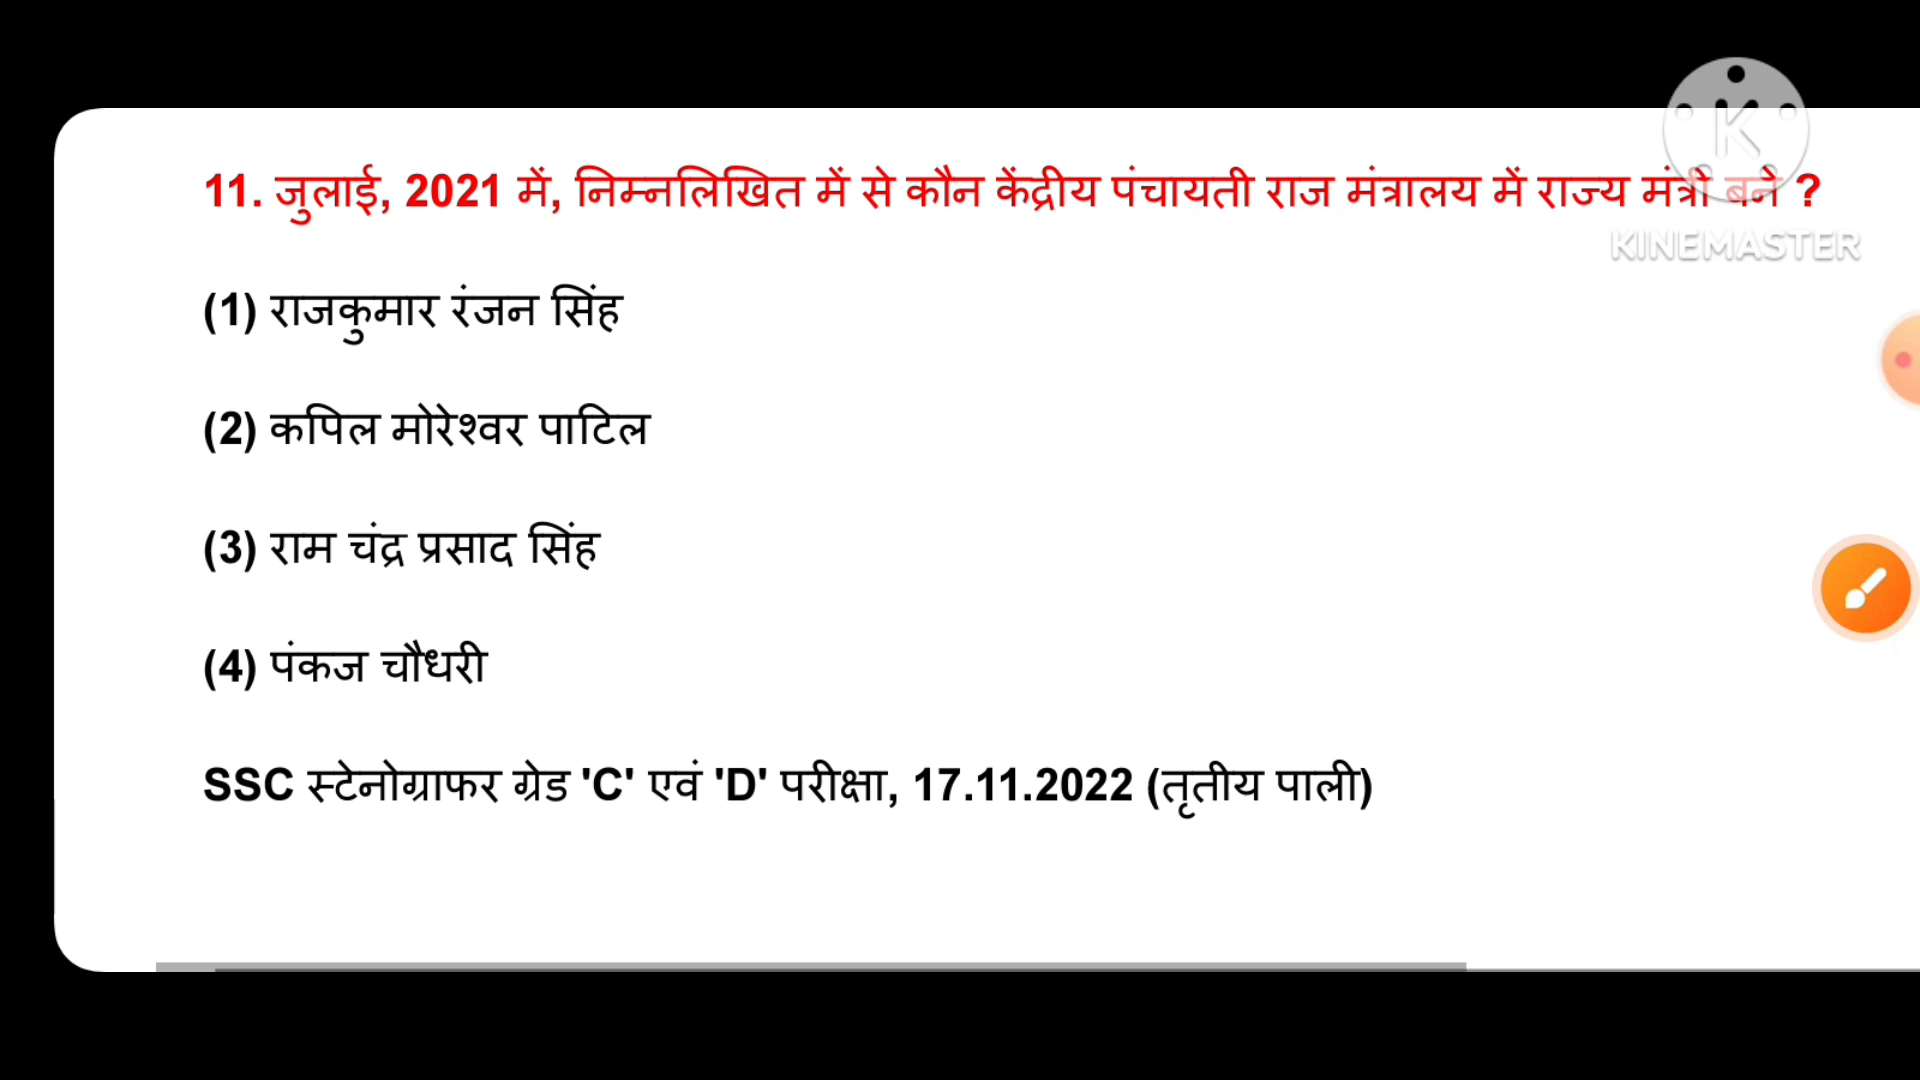 11. जुलाई, 2021 में, निम्नलिखित में से कौन केंद्रीय पंचायती राज मंत्रालय में राज्य मंत्री बने ?
KINEMASTER
(1) राजकुमार रंजन सिंह
(2) कपिल मोरेश्वर पाटिल
(3) राम चंद्र प्रसाद सिंह
(4) पंकज चौधरी
SSC स्टेनोग्राफर ग्रेड 'C' एवं 'D' परीक्षा, 17.11.2022 (तृतीय पाली)